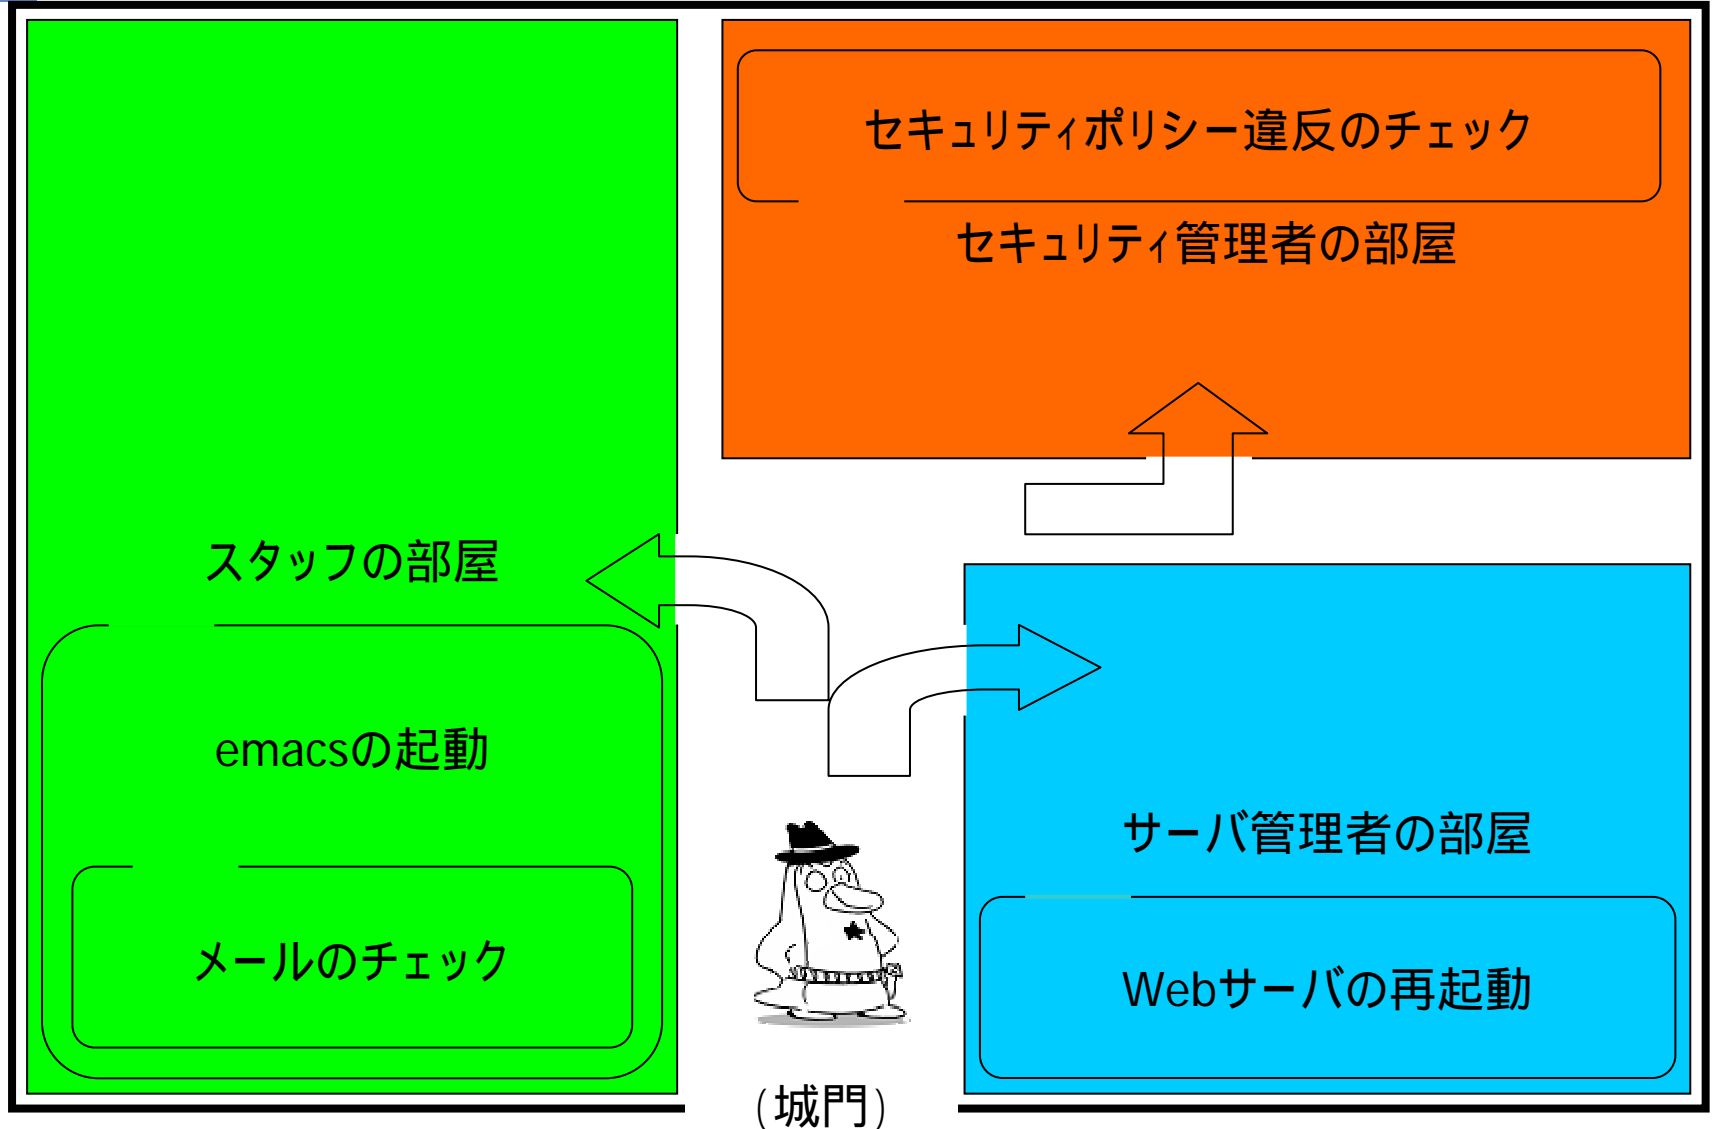 セキュリティポリシー違反のチェック
セキュリティ管理者の部屋
スタッフの部屋
emacsの起動
メールのチェック
サーバ管理者の部屋
Webサーバの再起動
(城門)